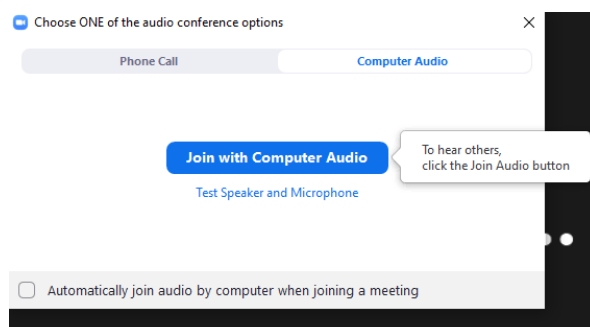 Choose ONE of the audio conference options
Phone Call
Computer Audio
Join with Computer Audio
To hear others,
click the Join Audio button
Test Speaker and Microphone
Automatically join audio by computer when joining a meeting